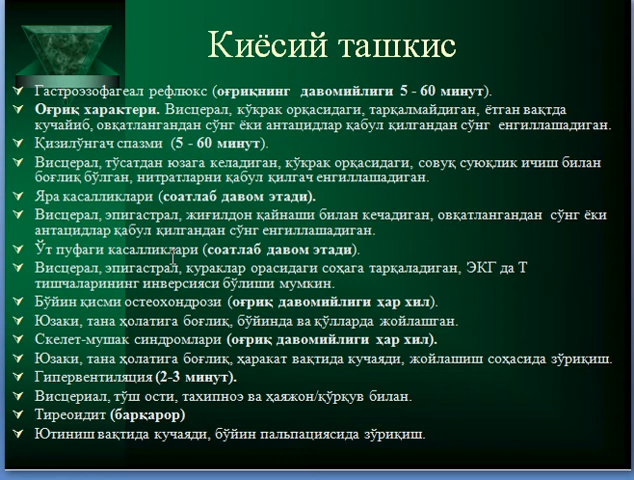 Киёсий ташкис
Гастроэзофагеал рефлюкс (оғриқнинг давомийлиги 5 - 60 минут).
Оғриқ характери. Висцерал, кўкрак орқасидаги, тарқалмайдиган, ётган вақтда
кучайиб, овқатлангандан сўнг ёки антацидлар қабул қилгандан сўнг енгиллашадиган.
Қизилўнгач спазми (5 - 60 минут).
Висцерал, тўсатдан юзага келадиган, кўкрак орқасидаги, совуқ суюқлик ичиш билан
боғлиқ бўлган, нитратларни қабул қилгач енгиллашадиган.
Яра касалликлари (соатлаб давом этади).
Висцерал, эпигастрал, жиғилдон қайнаши билан кечадиган, овқатлангандан сўнг ёки
антацидлар қабул қилгандан сўнг енгиллашадиган.
Ўт пуфаги касалликлари (соатлаб давом этади).
Висцерал, эпигастрал, кураклар орасидаги соҳага тарқаладиган, ЭКГ да Т
тишчаларининг инверсияси бўлиши мумкин.
Бўйин қисми остеохондрози (оғриқ давомийлиги ҳар хил).
Юзаки, тана ҳолатига боғлиқ, бўйинда ва қўлларда жойлашган.
Скелет-мушак синдромлари (оғриқ давомийлиги ҳар хил).
Юзаки, тана ҳолатига боғлиқ, ҳаракат вақтида кучаяди, жойлашиш соҳасида зўриқиш.
Гипервентиляция (2-3 минут).
Висцериал, тўш ости, тахипноэ ва ҳаяжон/қўрқув билан.
Тиреоидит (барқарор)
Ютиниш вақтида кучаяди, бўйин пальпациясида зўриқиш.